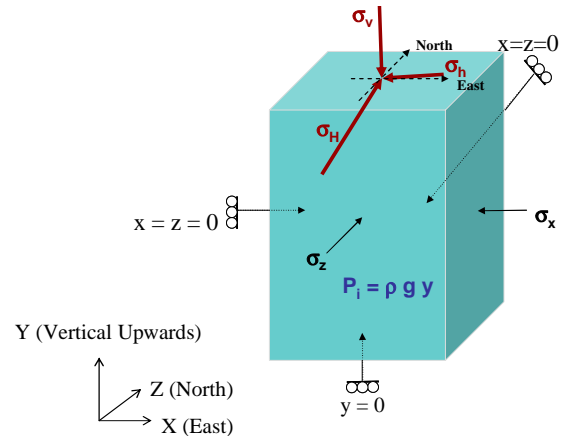 σv
North
x=z=0
σh
East
σH
x = z = 0
σx
σz
Pi = ρ g y
Y (Vertical Upwards)
Z (North)
X (East)
y = 0